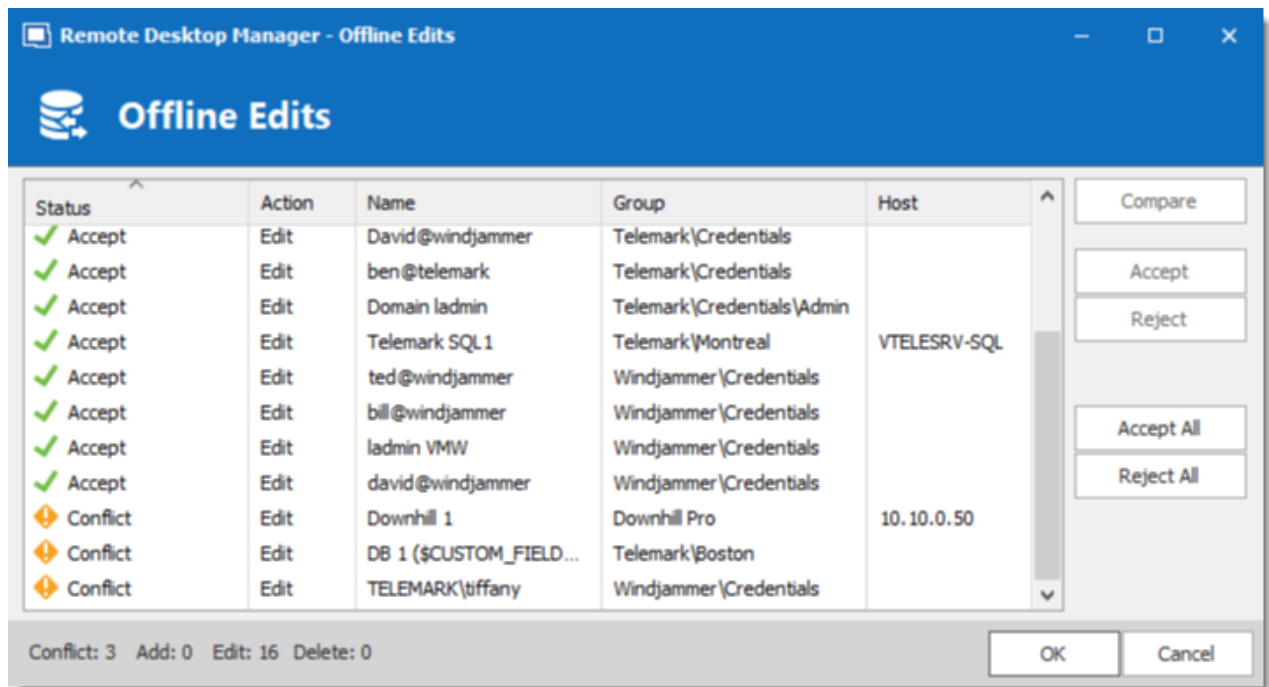 Remote Desktop Manager - Offline Edits
Offline Edits
Status Action Name Group Host
Accept Edit David@windjammer Telemark\Credentials
Accept Edit ben@telemark Telemark\Credentials
Accept Edit Domain ladmin Telemark\Credentials\Admin
Accept Edit Telemark SQL1 Telemark\Montreal VTELESRV-SQL
Accept Edit ted@windjammer Windjammer\Credentials
Accept Edit bill@windjammer Windjammer\Credentials
Accept Edit ladmin VMW Windjammer\Credentials
Accept Edit david@windjammer Windjammer\Credentials
Conflict Edit Downhill 1 Downhill Pro 10.10.0.50
Conflict Edit DB 1 ($CUSTOM_FIELD... Telemark\Boston
Conflict Edit TELEMARK\tiffany Windjammer\Credentials
Compare
Accept
Reject
Accept All
Reject All
Conflict: 3 Add: 0 Edit: 16 Delete: 0
OK Cancel